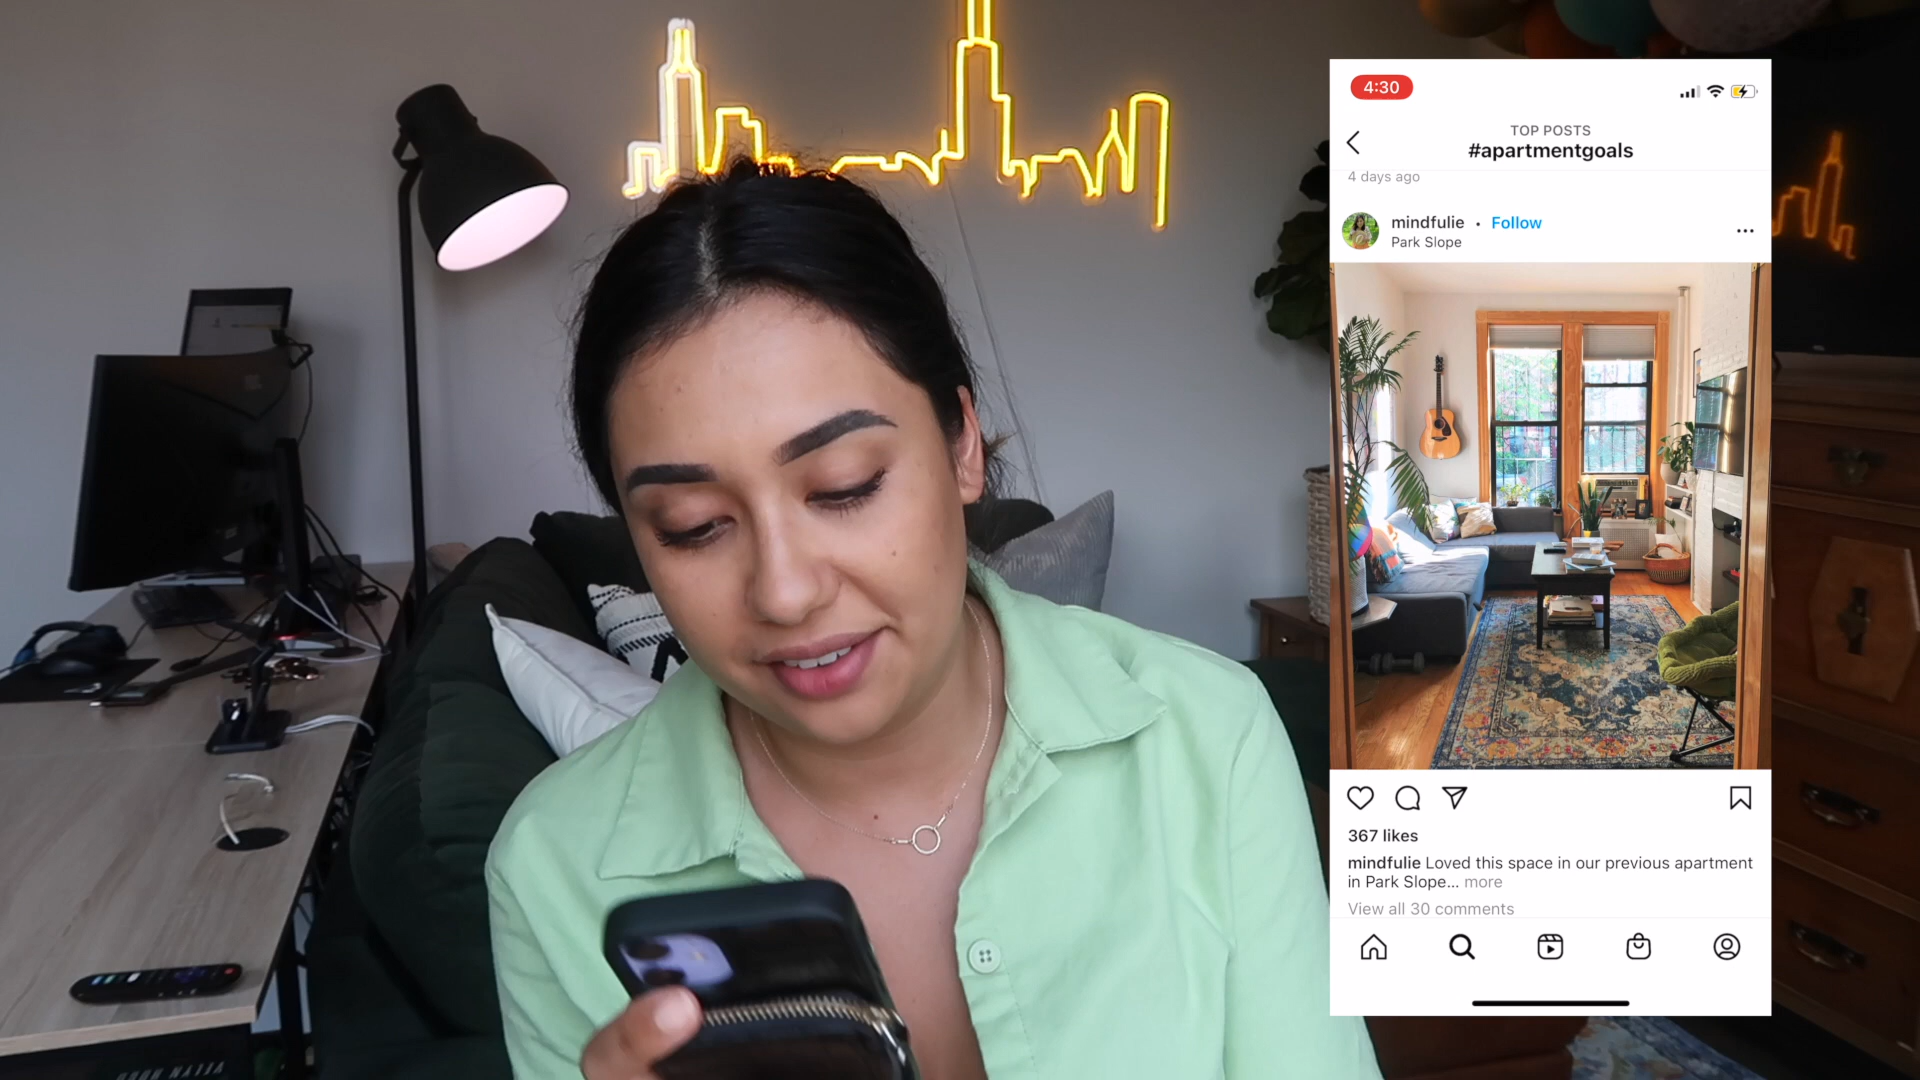 4:30
TOP POSTS
#apartmentgoals
4 days ago
mindfulie • Follow
Park Slope
367 likes
mindfulie Loved this space in our previous apartment
in Park Slope... more
View all 30 comments